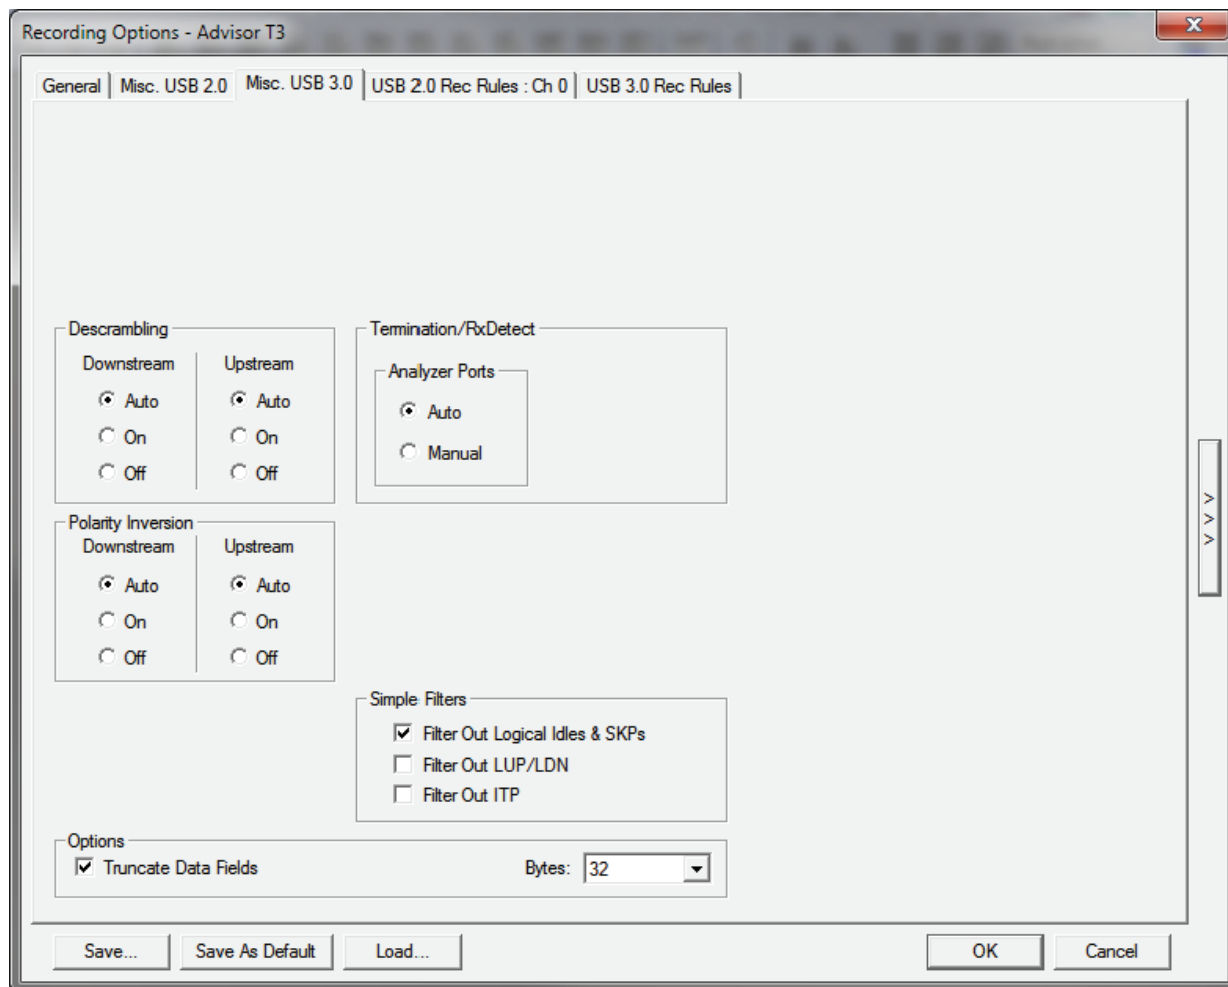 Recording Options - Advisor T3
General Misc. USB 2.0 Misc. USB 3.0 USB 2.0 Rec Rules : Ch 0 USB 3.0 Rec Rules
Descrambling
Downstream Upstream
Auto Auto
On On
Off Off
Termination/RxDetect
Analyzer Ports
Auto
Manual
> > >
Polarity Inversion
Downstream Upstream
Auto Auto
On On
Off Off
Simple Filters
Filter Out Logical Idles & SKPs
Filter Out LUP/LDN
Filter Out ITP
Options
Truncate Data Fields Bytes: 32
Save... Save As Default Load... OK Cancel